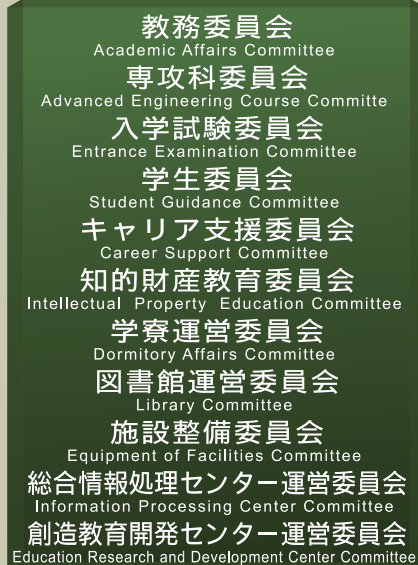 教務委員会
Academic Affairs Committee
専攻科委員会
Advanced Engineering Course Committe
入学試験委員会
Entrance Examination Committee
学生委員会
Student Guidance Committee
キャリア支援委員会
Career Support Committee
知的財産教育委員会
Intellectual Property Education Committee
学寮運営委員会
Dormitory Affairs Committee
図書館運営委員会
Library Committee
施設整備委員会
Equipment of Facilities Committee
総合情報処理センター運営委員会
Information Processing Center Committee
創造教育開発センター運営委員会
Education Research and Development Center Committee